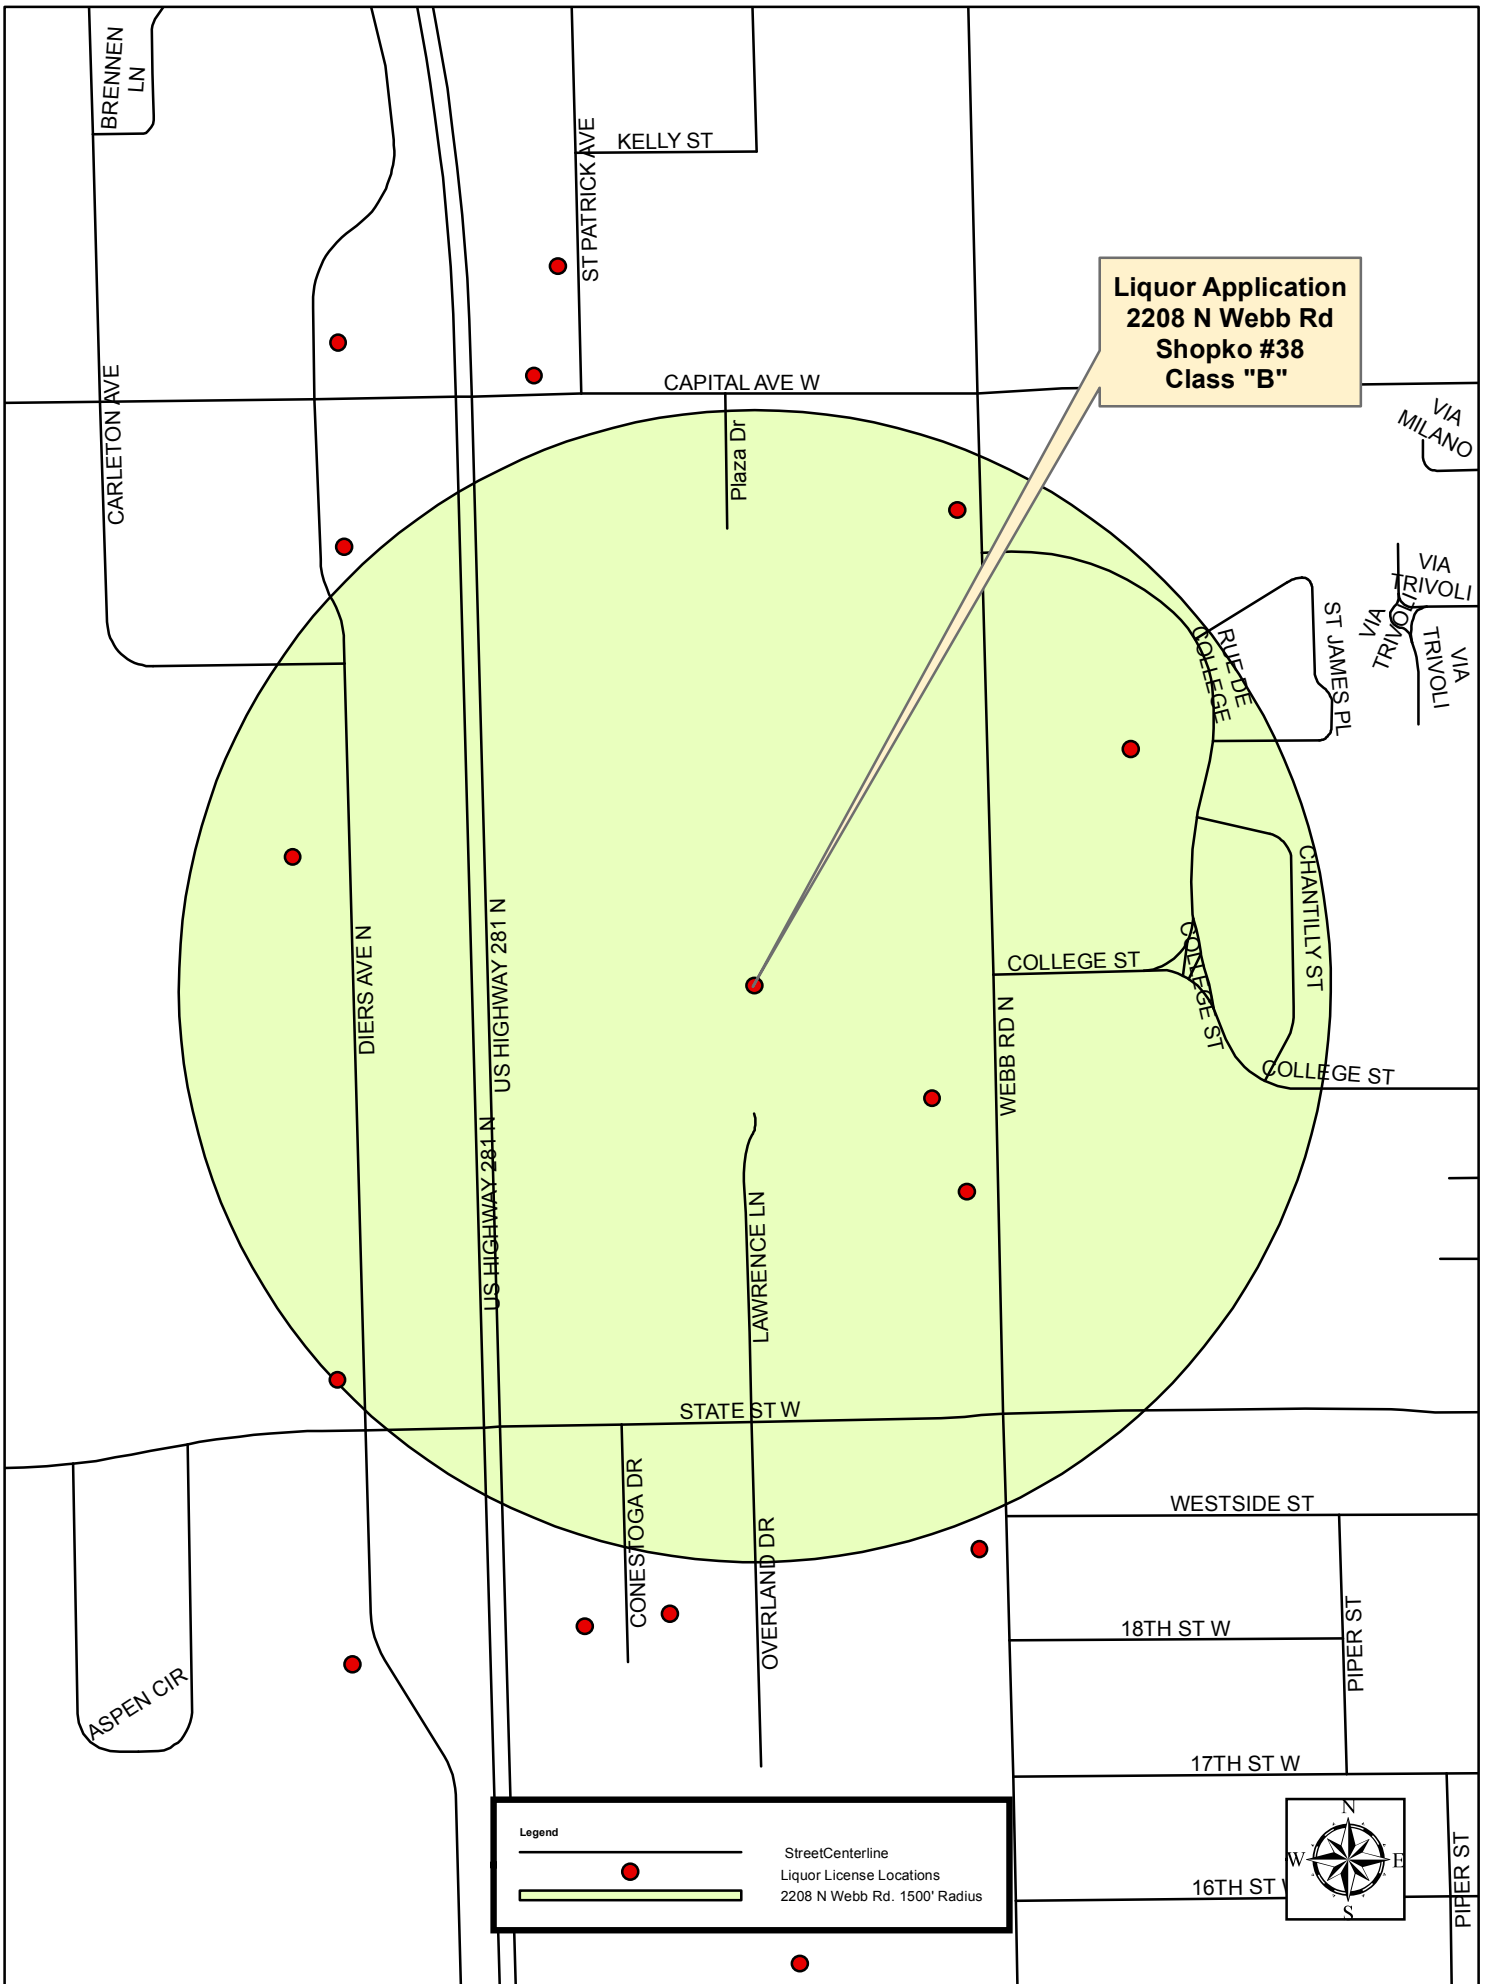 BRENNEN
LN
KELLY ST
ST PATRICK AVE
Liquor Application
2208 N Webb Rd
Shopko #38
Class "B"
CAPITAL AVE W
CARLETON AVE
Plaza Dr
VIA
MILANO
VIA
TRIVOLI
VIA
TRIVOLI
VIA
TRIVOLI
RUE DE
COLLEGE
ST JAMES PL
CHANTILLY ST
DIERS AVE N
US HIGHWAY 281 N
COLLEGE ST
COLLEGE ST
WEBB RD N
COLLEGE ST
US HIGHWAY 281 N
LAWRENCE LN
STATE ST W
CONESTOGA DR
WESTSIDE ST
OVERLAND DR
18TH ST W
PIPER ST
ASPEN CIR
17TH ST W
Legend
StreetCenterline
Liquor License Locations
2208 N Webb Rd. 1500' Radius
N
W
E
S
16TH ST
PIPER ST